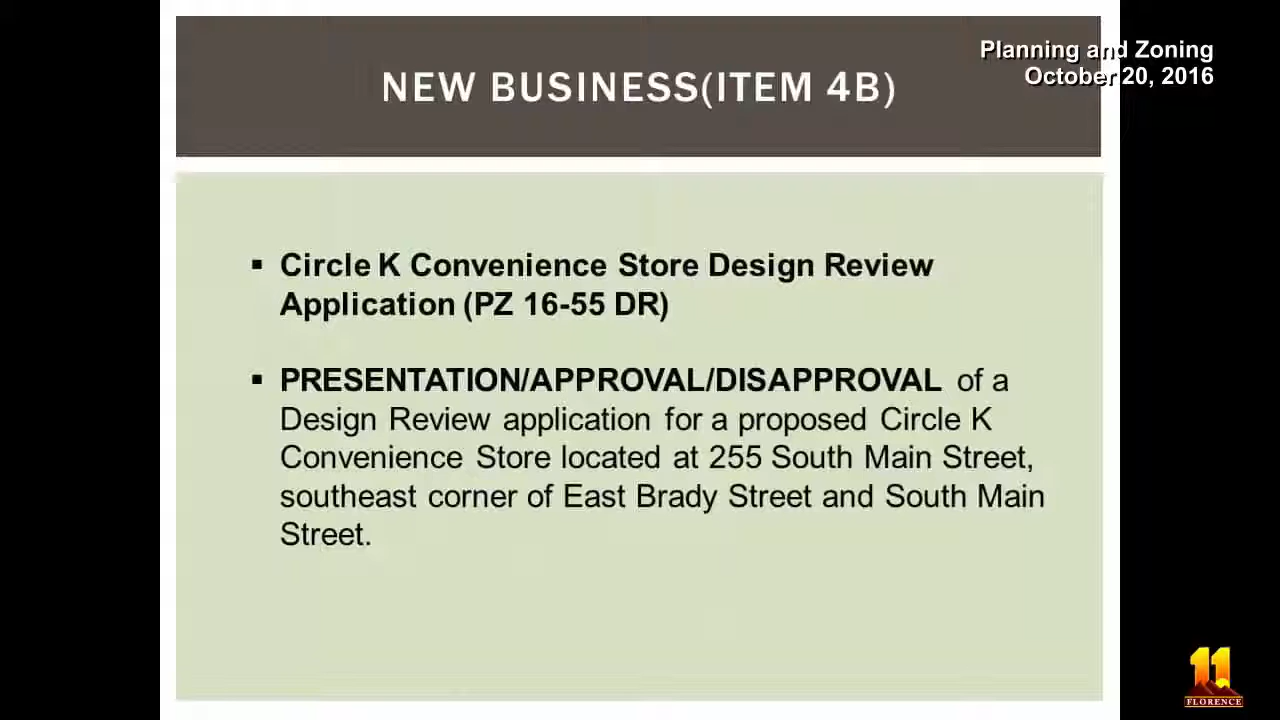 Planning and Zoning
October 20, 2016
NEW BUSINESS(ITEM 4B)
▪ Circle K Convenience Store Design Review
Application (PZ 16-55 DR)
▪ PRESENTATION/APPROVAL/DISAPPROVAL of a
Design Review application for a proposed Circle K
Convenience Store located at 255 South Main Street,
southeast corner of East Brady Street and South Main
Street.
11
FLORENCE